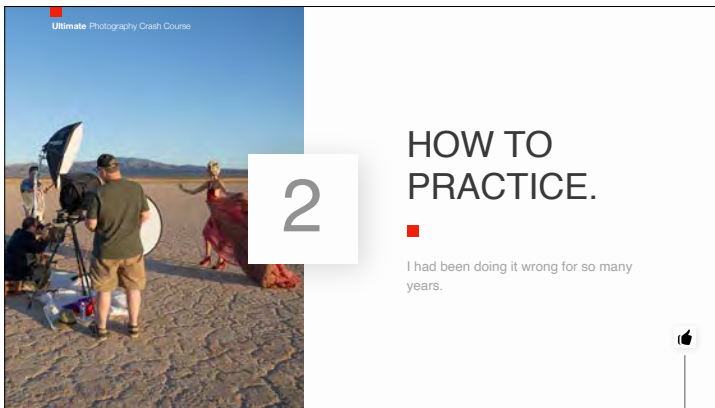 Ultimate Photography Crash Course
2
HOW TO
PRACTICE.
I had been doing it wrong for so many
years.